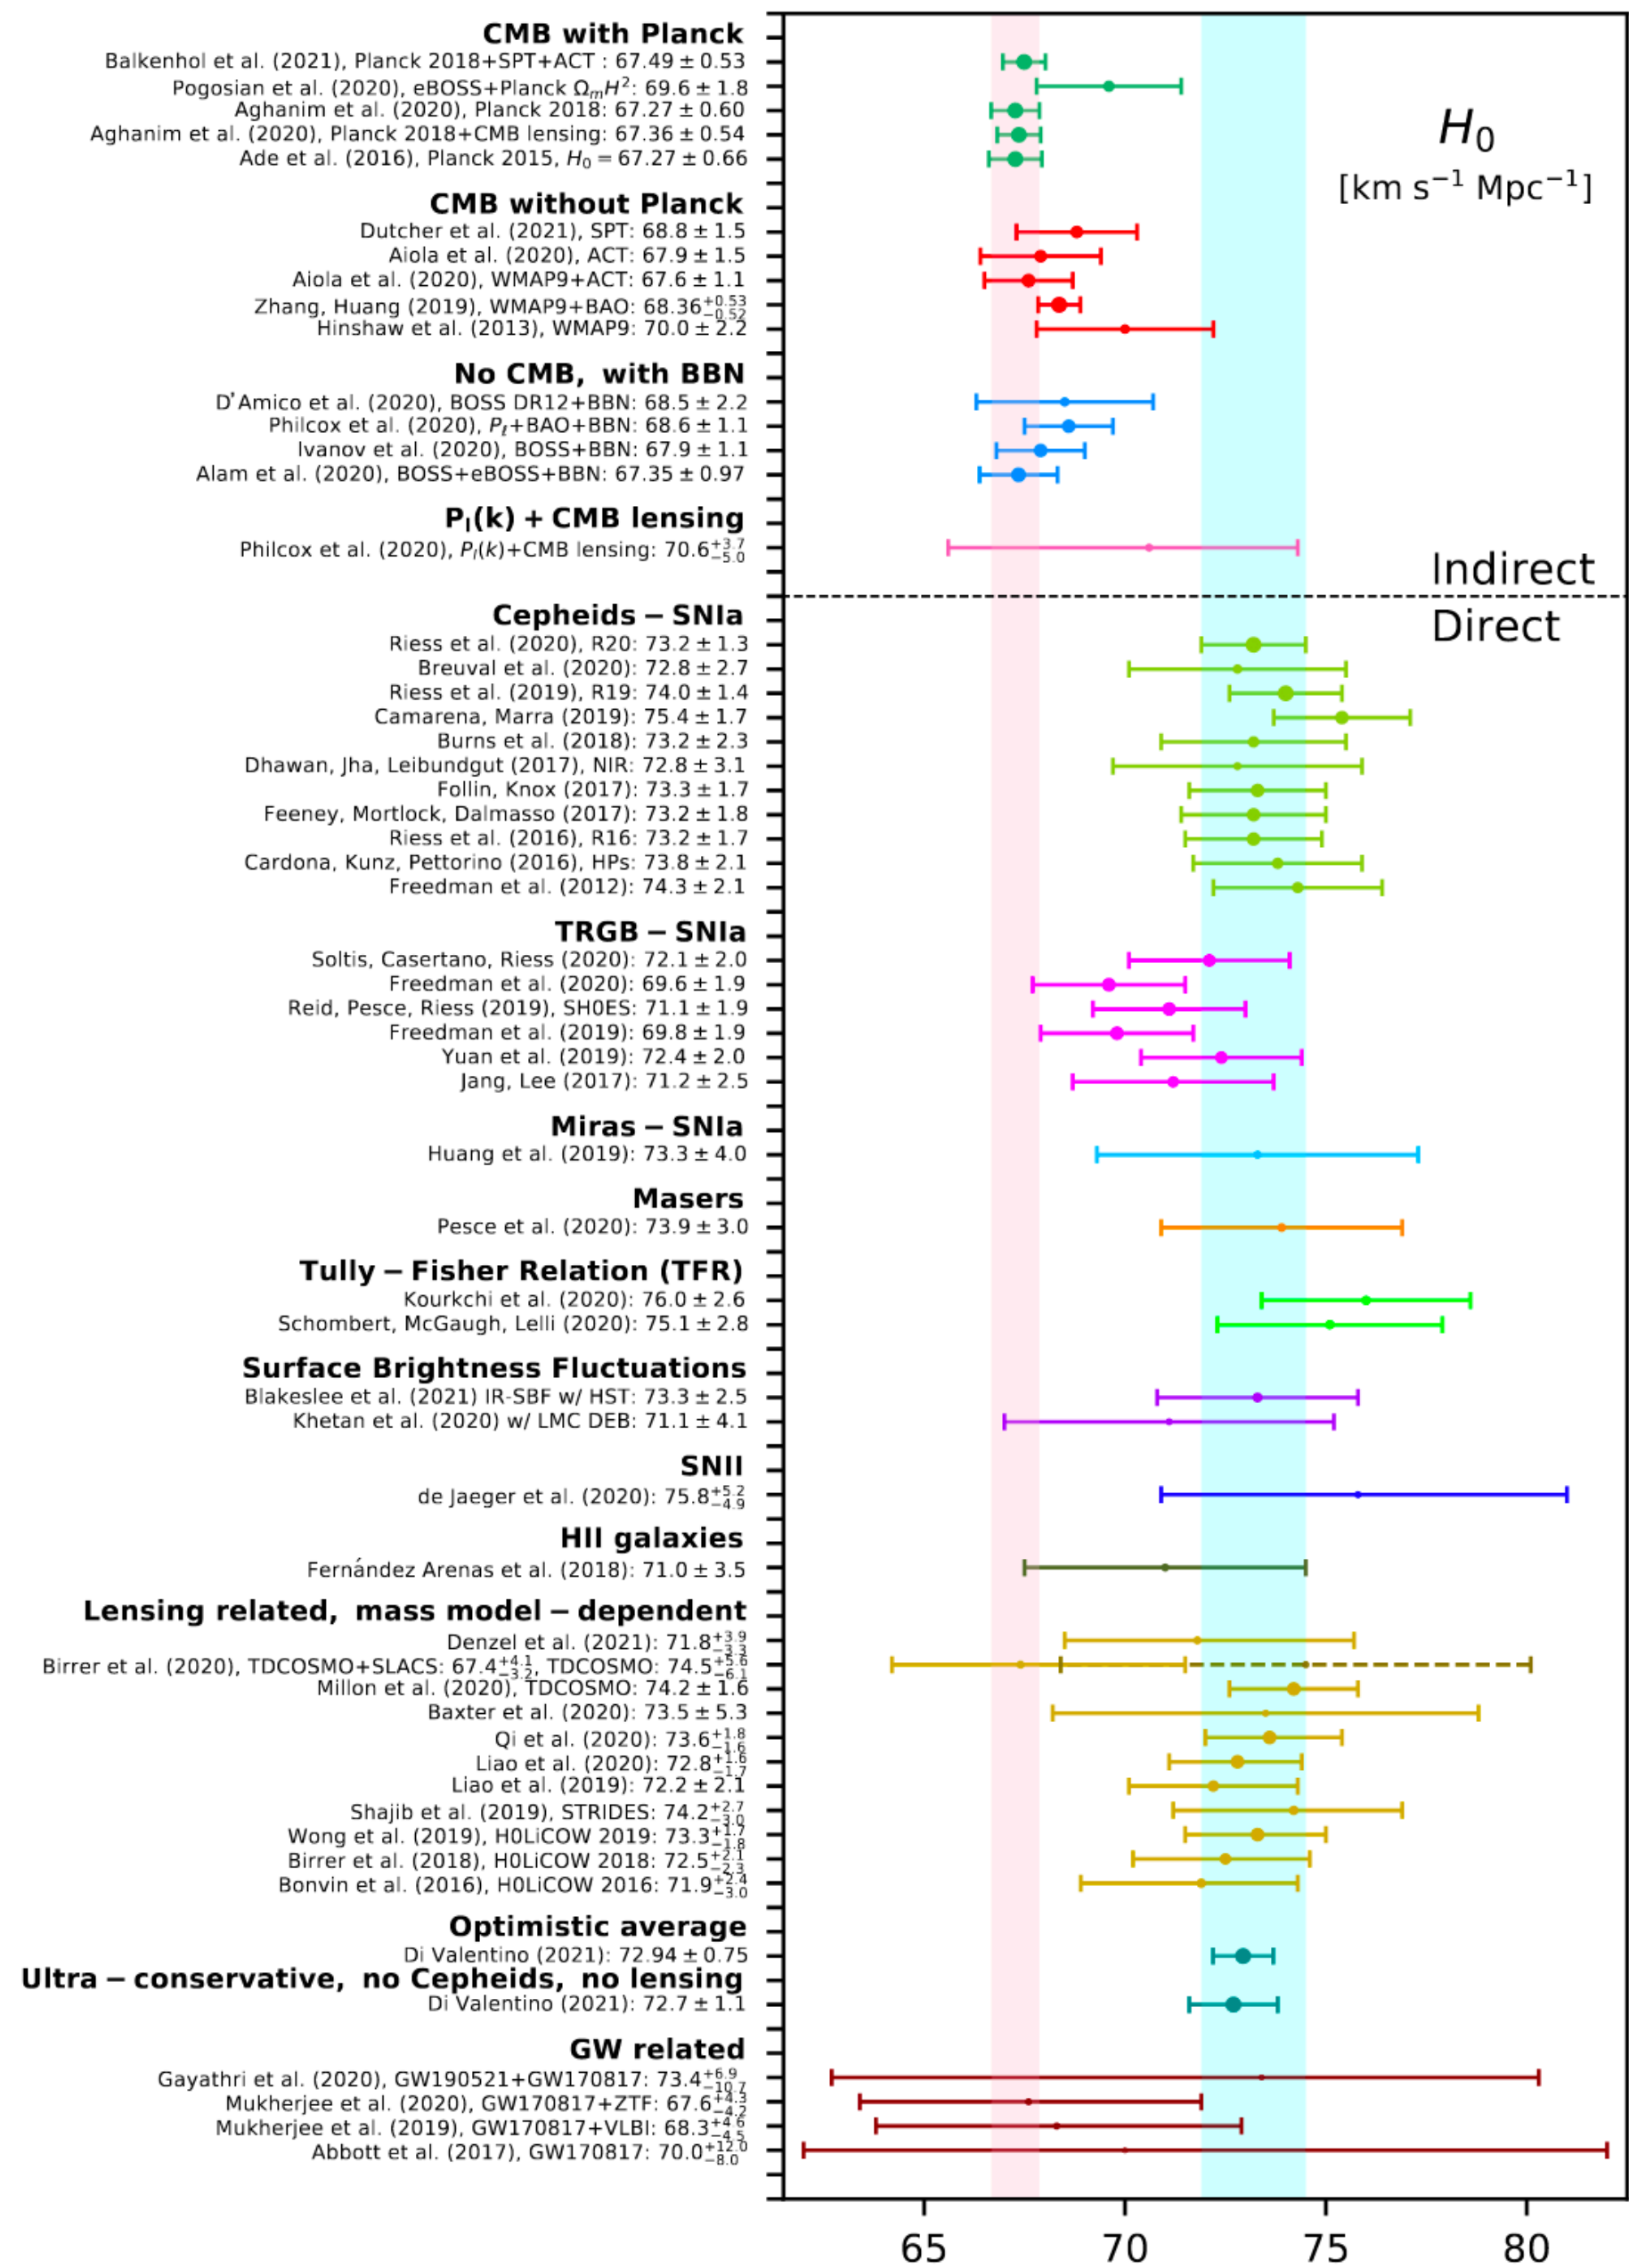 CMB with Planck
Balkenhol et al. (2021), Planck 2018+SPT+ACT : 67.49 ± 0.53
Pogosian et al. (2020), eBOSS+Planck ΩₘH²: 69.6 ± 1.8
Aghanim et al. (2020), Planck 2018: 67.27 ± 0.60
Aghanim et al. (2020), Planck 2018+CMB lensing: 67.36 ± 0.54
Ade et al. (2016), Planck 2015, H₀ = 67.27 ± 0.66
H₀
[km s⁻¹ Mpc⁻¹]
CMB without Planck
Dutcher et al. (2021), SPT: 68.8 ± 1.5
Aiola et al. (2020), ACT: 67.9 ± 1.5
Aiola et al. (2020), WMAP9+ACT: 67.6 ± 1.1
Zhang, Huang (2019), WMAP9+BAO: 68.36 +0.53 −0.52
Hinshaw et al. (2013), WMAP9: 70.0 ± 2.2
No CMB, with BBN
D'Amico et al. (2020), BOSS DR12+BBN: 68.5 ± 2.2
Philcox et al. (2020), Pℓ+BAO+BBN: 68.6 ± 1.1
Ivanov et al. (2020), BOSS+BBN: 67.9 ± 1.1
Alam et al. (2020), BOSS+eBOSS+BBN: 67.35 ± 0.97
Pₗ(k) + CMB lensing
Philcox et al. (2020), Pₗ(k)+CMB lensing: 70.6 +3.7 −5.0
Indirect
Direct
Cepheids − SNIa
Riess et al. (2020), R20: 73.2 ± 1.3
Breuval et al. (2020): 72.8 ± 2.7
Riess et al. (2019), R19: 74.0 ± 1.4
Camarena, Marra (2019): 75.4 ± 1.7
Burns et al. (2018): 73.2 ± 2.3
Dhawan, Jha, Leibundgut (2017), NIR: 72.8 ± 3.1
Follin, Knox (2017): 73.3 ± 1.7
Feeney, Mortlock, Dalmasso (2017): 73.2 ± 1.8
Riess et al. (2016), R16: 73.2 ± 1.7
Cardona, Kunz, Pettorino (2016), HPs: 73.8 ± 2.1
Freedman et al. (2012): 74.3 ± 2.1
TRGB − SNIa
Soltis, Casertano, Riess (2020): 72.1 ± 2.0
Freedman et al. (2020): 69.6 ± 1.9
Reid, Pesce, Riess (2019), SH0ES: 71.1 ± 1.9
Freedman et al. (2019): 69.8 ± 1.9
Yuan et al. (2019): 72.4 ± 2.0
Jang, Lee (2017): 71.2 ± 2.5
Miras − SNIa
Huang et al. (2019): 73.3 ± 4.0
Masers
Pesce et al. (2020): 73.9 ± 3.0
Tully − Fisher Relation (TFR)
Kourkchi et al. (2020): 76.0 ± 2.6
Schombert, McGaugh, Lelli (2020): 75.1 ± 2.8
Surface Brightness Fluctuations
Blakeslee et al. (2021) IR-SBF w/ HST: 73.3 ± 2.5
Khetan et al. (2020) w/ LMC DEB: 71.1 ± 4.1
SNII
de Jaeger et al. (2020): 75.8 +5.2 −4.9
HII galaxies
Fernández Arenas et al. (2018): 71.0 ± 3.5
Lensing related, mass model − dependent
Denzel et al. (2021): 71.8 +3.9 −3.3
Birrer et al. (2020), TDCOSMO+SLACS: 67.4 +4.1 −3.2, TDCOSMO: 74.5 +5.6 −6.1
Millon et al. (2020), TDCOSMO: 74.2 ± 1.6
Baxter et al. (2020): 73.5 ± 5.3
Qi et al. (2020): 73.6 +1.8 −1.6
Liao et al. (2020): 72.8 +1.6 −1.7
Liao et al. (2019): 72.2 ± 2.1
Shajib et al. (2019), STRIDES: 74.2 +2.7 −3.0
Wong et al. (2019), H0LiCOW 2019: 73.3 +1.7 −1.8
Birrer et al. (2018), H0LiCOW 2018: 72.5 +2.1 −2.3
Bonvin et al. (2016), H0LiCOW 2016: 71.9 +2.4 −3.0
Optimistic average
Di Valentino (2021): 72.94 ± 0.75
Ultra − conservative, no Cepheids, no lensing
Di Valentino (2021): 72.7 ± 1.1
GW related
Gayathri et al. (2020), GW190521+GW170817: 73.4 +6.9 −10.7
Mukherjee et al. (2020), GW170817+ZTF: 67.6 +4.3 −4.2
Mukherjee et al. (2019), GW170817+VLBI: 68.3 +4.6 −4.5
Abbott et al. (2017), GW170817: 70.0 +12.0 −8.0
65 70 75 80